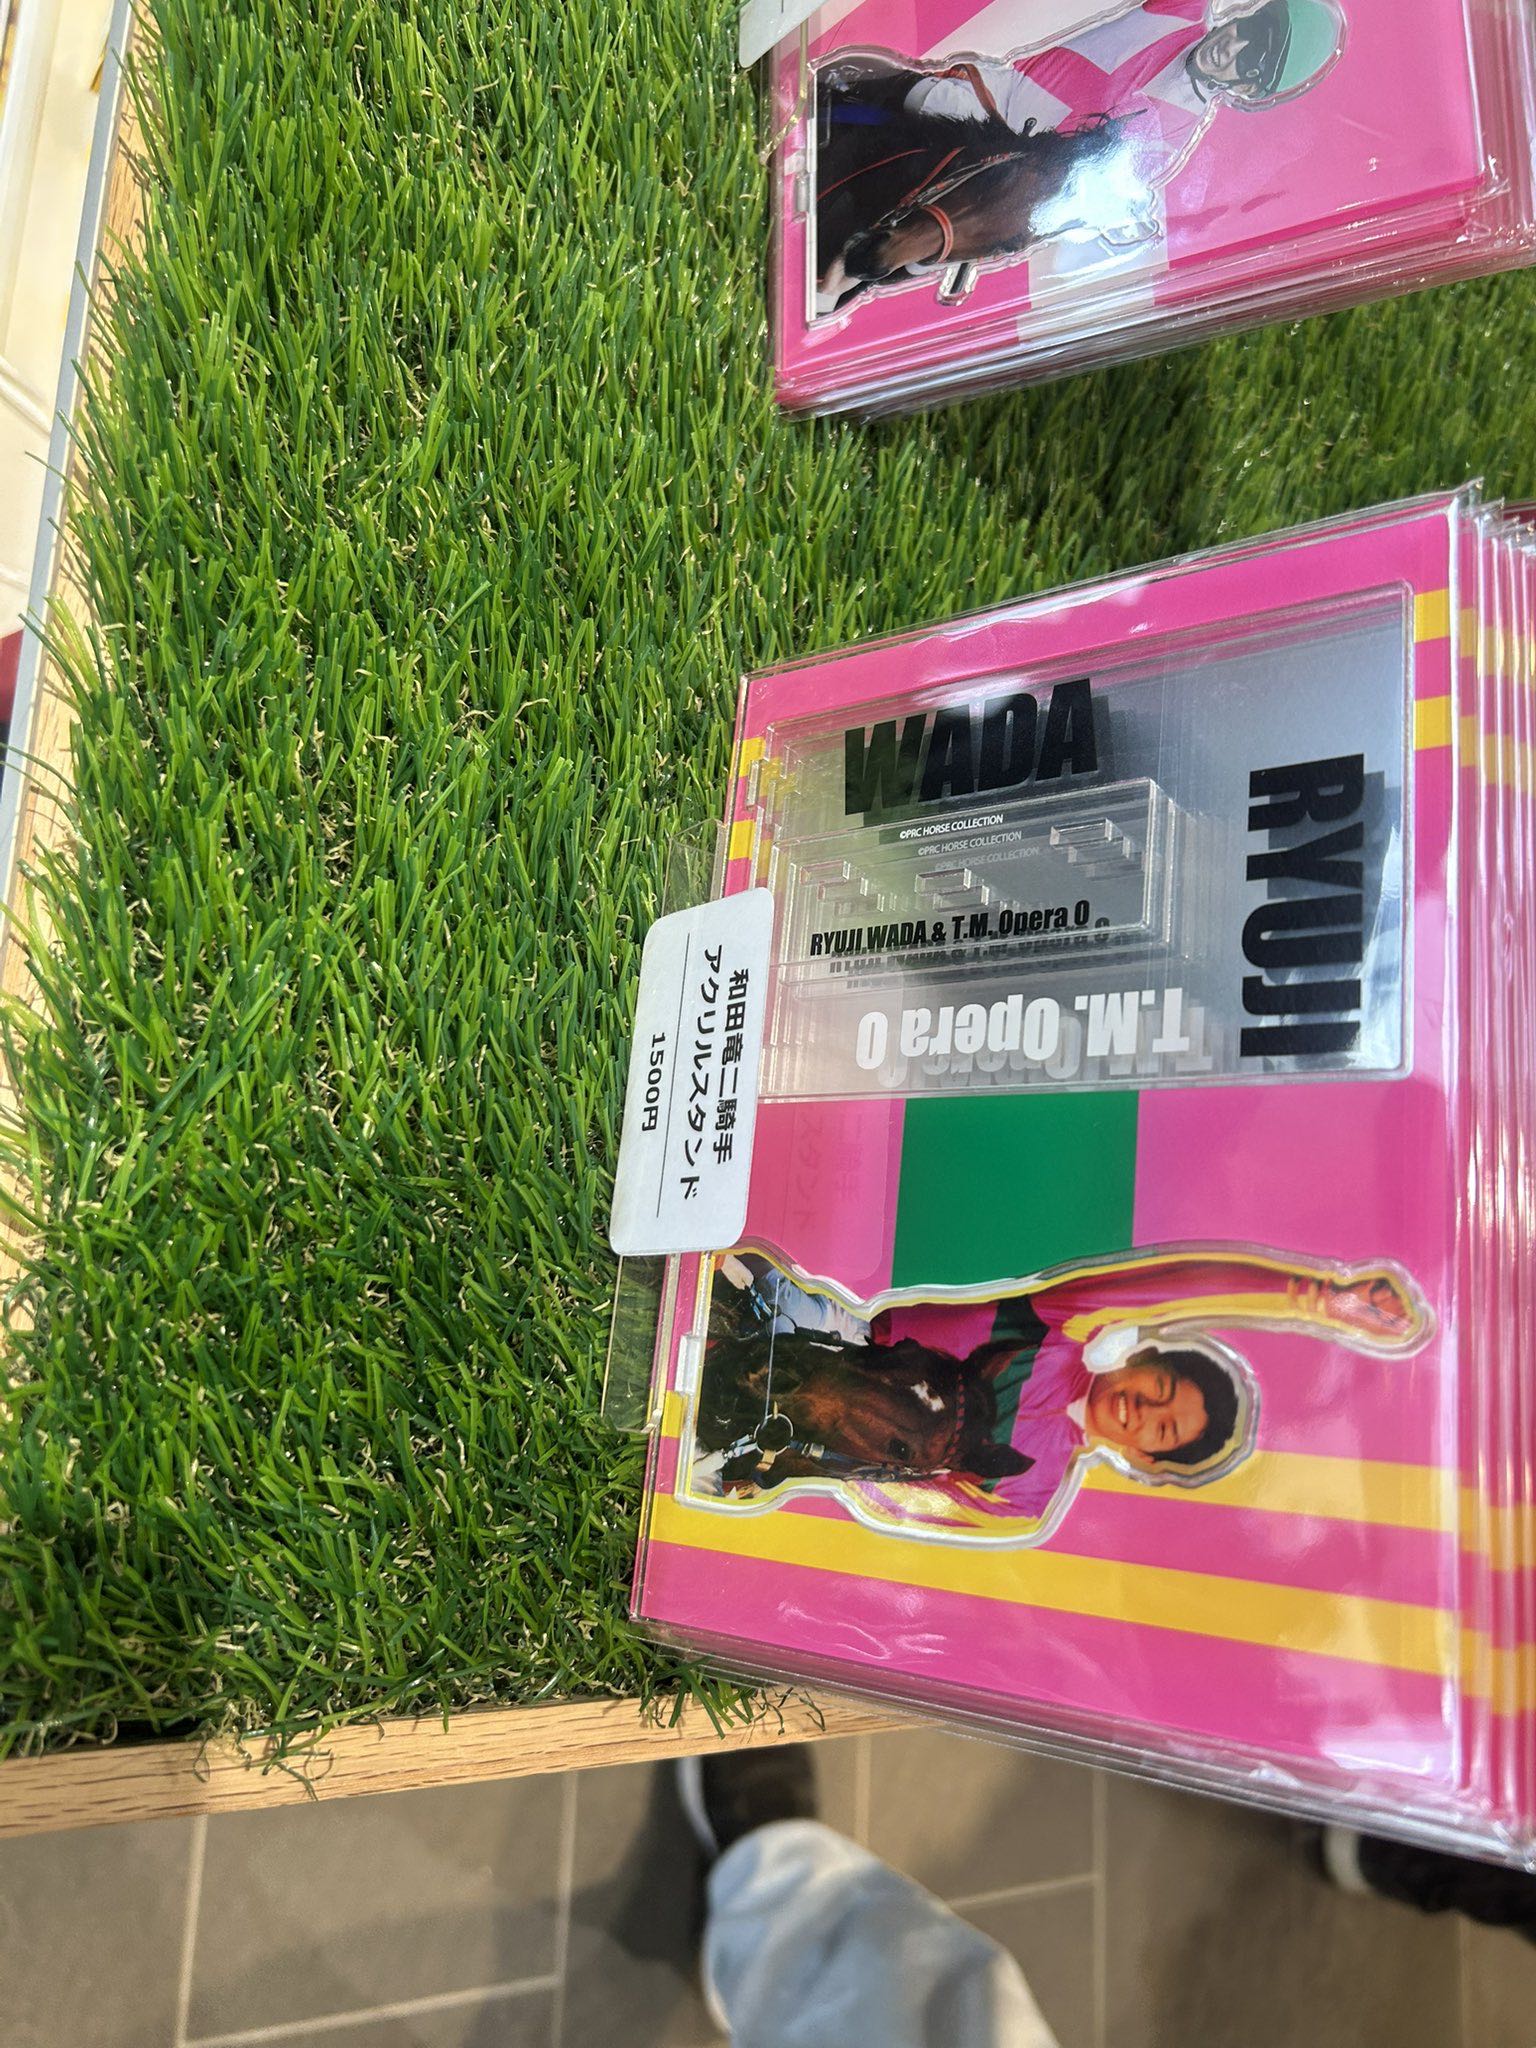 WADA
©PRC HORSE COLLECTION
RYUJI WADA & T.M. Opera O
T.M. Opera O
RYUJI
和田竜二騎手
アクリルスタンド
1500円